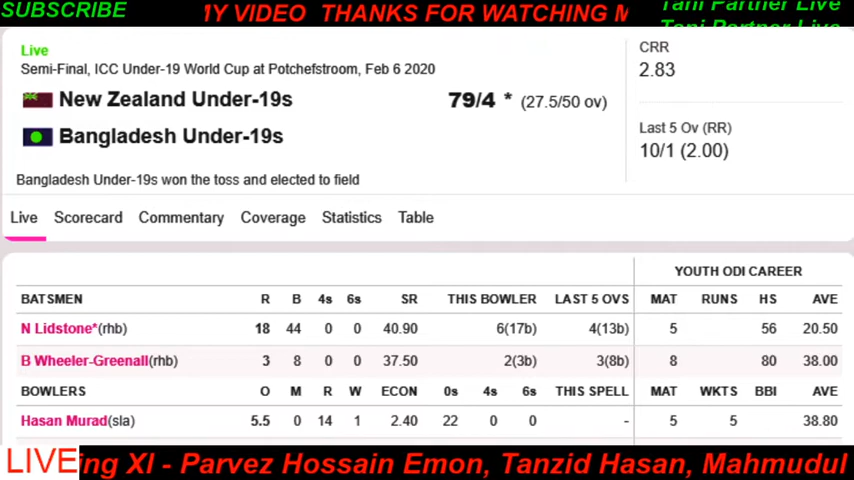 SUBSCRIBE
1Y VIDEO THANKS FOR WATCHING M
Tani Partner Live
Tani Partner Live
Live
Semi-Final, ICC Under-19 World Cup at Potchefstroom, Feb 6 2020
New Zealand Under-19s 79/4 * (27.5/50 ov)
Bangladesh Under-19s
Bangladesh Under-19s won the toss and elected to field
CRR
2.83
Last 5 Ov (RR)
10/1 (2.00)
Live Scorecard Commentary Coverage Statistics Table
YOUTH ODI CAREER
BATSMEN R B 4s 6s SR THIS BOWLER LAST 5 OVS MAT RUNS HS AVE
N Lidstone*(rhb) 18 44 0 0 40.90 6(17b) 4(13b) 5 56 20.50
B Wheeler-Greenall(rhb) 3 8 0 0 37.50 2(3b) 3(8b) 8 80 38.00
BOWLERS O M R W ECON 0s 4s 6s THIS SPELL MAT WKTS BBI AVE
Hasan Murad(sla) 5.5 0 14 1 2.40 22 0 0 - 5 5 38.80
LIVE ing XI - Parvez Hossain Emon, Tanzid Hasan, Mahmudul